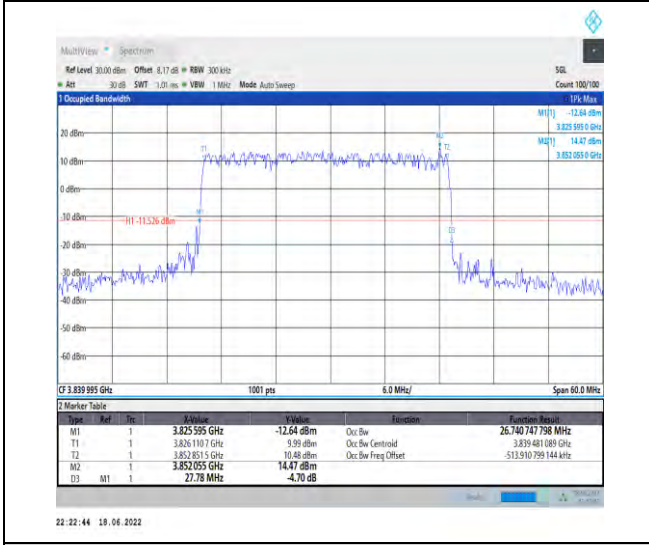 MultiView Spectrum
Ref Level 30.00 dBm Offset 8.17 dB RBW 300 kHz SGL
Att 30 dB SWT 1.01 ms VBW 1 MHz Mode Auto Sweep Count 100/100
1 Occupied Bandwidth 1Pk Max
M1[1] -12.64 dBm
3.825 595 0 GHz
M2[1] 14.47 dBm
3.852 055 0 GHz
20 dBm
M2
T1
T2
10 dBm
0 dBm
M1
-10 dBm
H1 -11.526 dBm
D3
-20 dBm
-30 dBm
-40 dBm
-50 dBm
-60 dBm
CF 3.839 995 GHz 1001 pts 6.0 MHz/ Span 60.0 MHz
2 Marker Table
Type Ref Trc X-Value Y-Value Function Function Result
M1 1 3.825 595 GHz -12.64 dBm Occ Bw 26.740 747 798 MHz
T1 1 3.826 110 7 GHz 9.99 dBm Occ Bw Centroid 3.839 481 089 GHz
T2 1 3.852 851 5 GHz 10.48 dBm Occ Bw Freq Offset -513.910 799 144 kHz
M2 1 3.852 055 GHz 14.47 dBm
D3 M1 1 27.78 MHz -4.70 dB
22:22:44 18.06.2022